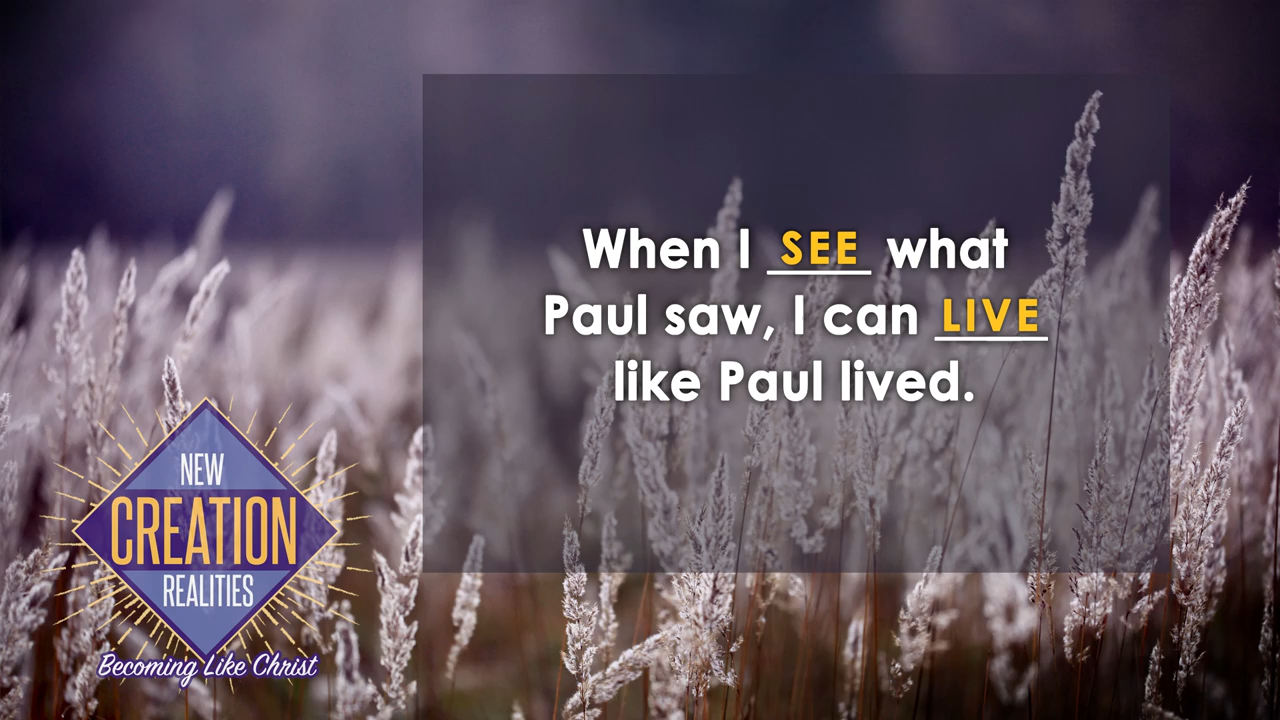 When I SEE what
Paul saw, I can LIVE
like Paul lived.
NEW
CREATION
REALITIES
Becoming Like Christ